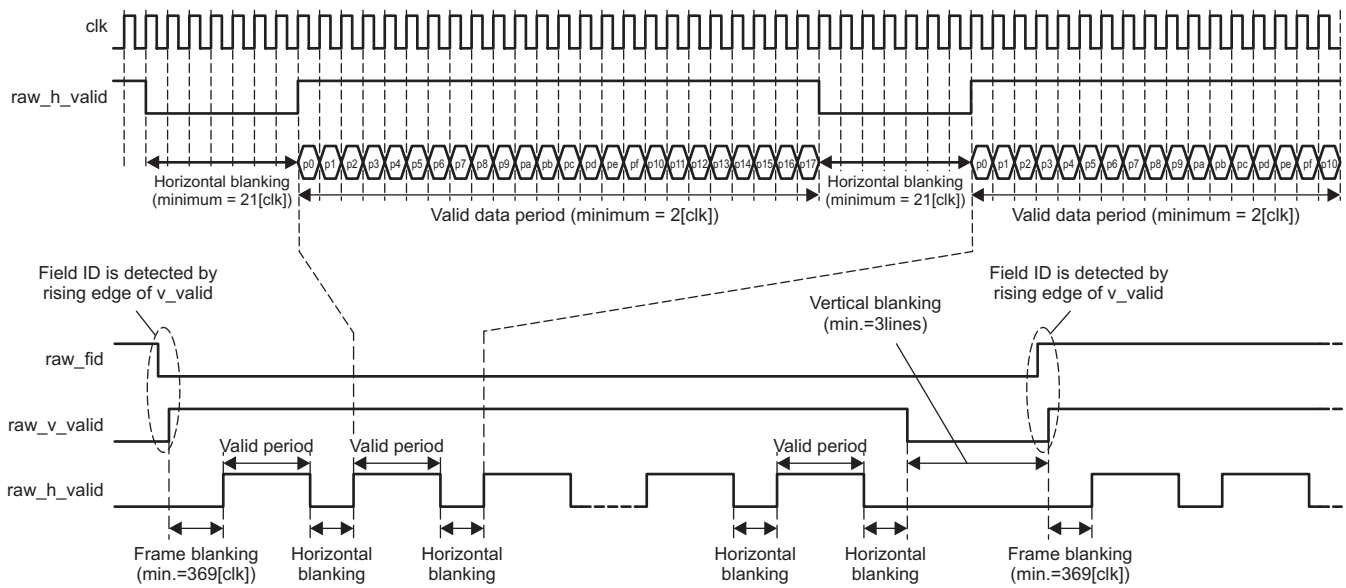 clk
raw_h_valid
p0 p1 p2 p3 p4 p5 p6 p7 p8 p9 pa pb pc pd pe pf p10 p11 p12 p13 p14 p15 p16 p17
p0 p1 p2 p3 p4 p5 p6 p7 p8 p9 pa pb pc pd pe pf p10
Horizontal blanking
(minimum = 21[clk])
Valid data period (minimum = 2[clk])
Horizontal blanking
(minimum = 21[clk])
Valid data period (minimum = 2[clk])
Field ID is detected by
rising edge of v_valid
Vertical blanking
(min.=3lines)
Field ID is detected by
rising edge of v_valid
raw_fid
raw_v_valid
Valid period
Valid period
Valid period
raw_h_valid
Frame blanking
(min.=369[clk])
Horizontal
blanking
Horizontal
blanking
Horizontal
blanking
Horizontal
blanking
Frame blanking
(min.=369[clk])